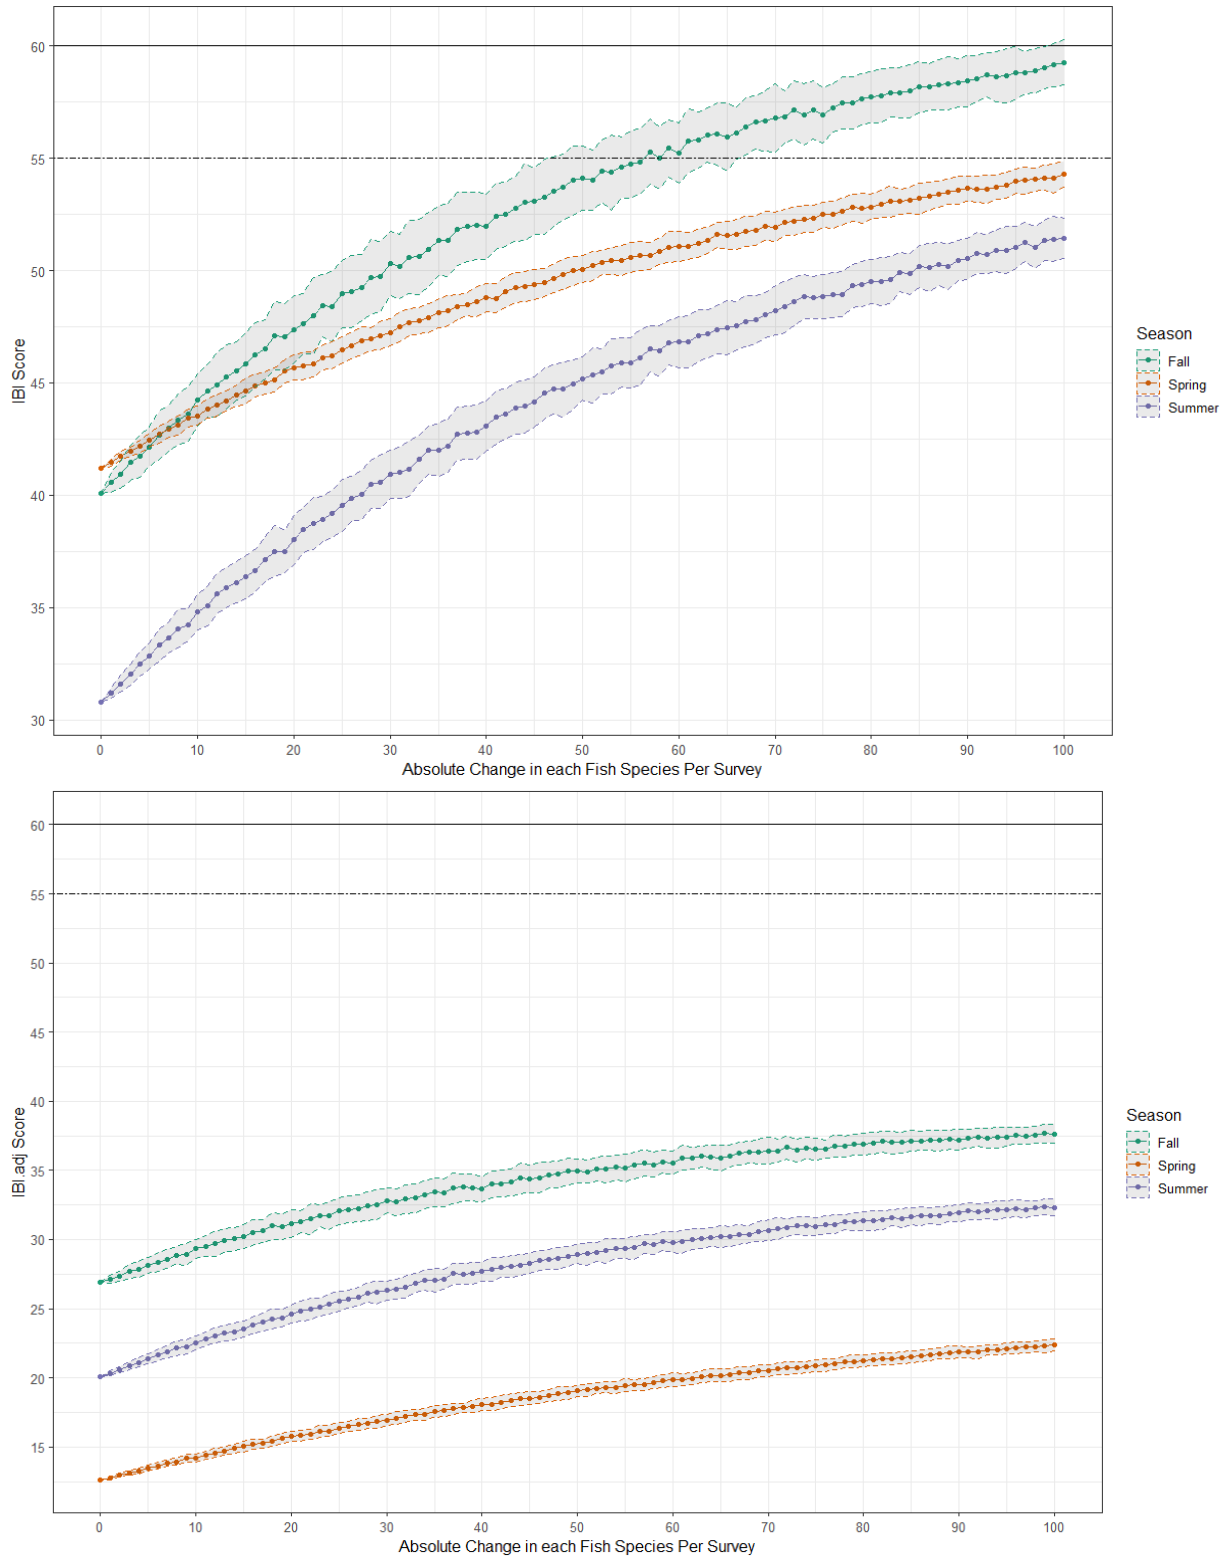 60
55
50
45
40
35
30
IBI Score
0 10 20 30 40 50 60 70 80 90 100
Absolute Change in each Fish Species Per Survey
Season
Fall
Spring
Summer
60
55
50
45
40
35
30
25
20
15
IBI.adj Score
0 10 20 30 40 50 60 70 80 90 100
Absolute Change in each Fish Species Per Survey
Season
Fall
Spring
Summer